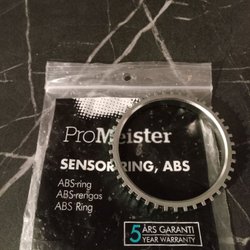 ProMeister
SENSORRING, ABS
ABS-ring
ABS-rengas
ABS Ring
5 ÅRS GARANTI
YEAR WARRANTY